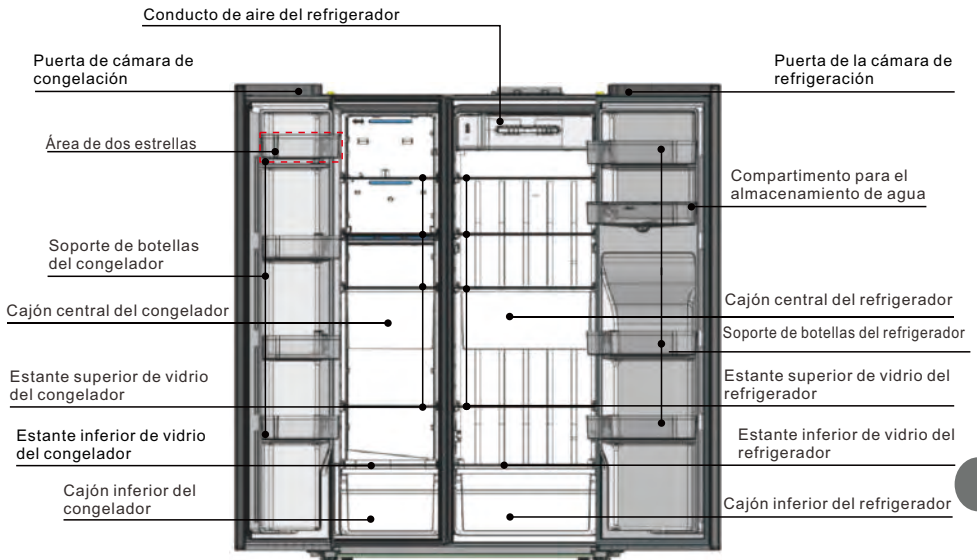 Conducto de aire del refrigerador
Puerta de cámara de
congelación
Puerta de la cámara de
refrigeración
Área de dos estrellas
Compartimento para el
almacenamiento de agua
Soporte de botellas
del congelador
Cajón central del congelador
Cajón central del refrigerador
Soporte de botellas del refrigerador
Estante superior de vidrio
del congelador
Estante superior de vidrio del
refrigerador
Estante inferior de vidrio
del congelador
Estante inferior de vidrio del
refrigerador
Cajón inferior del
congelador
Cajón inferior del refrigerador